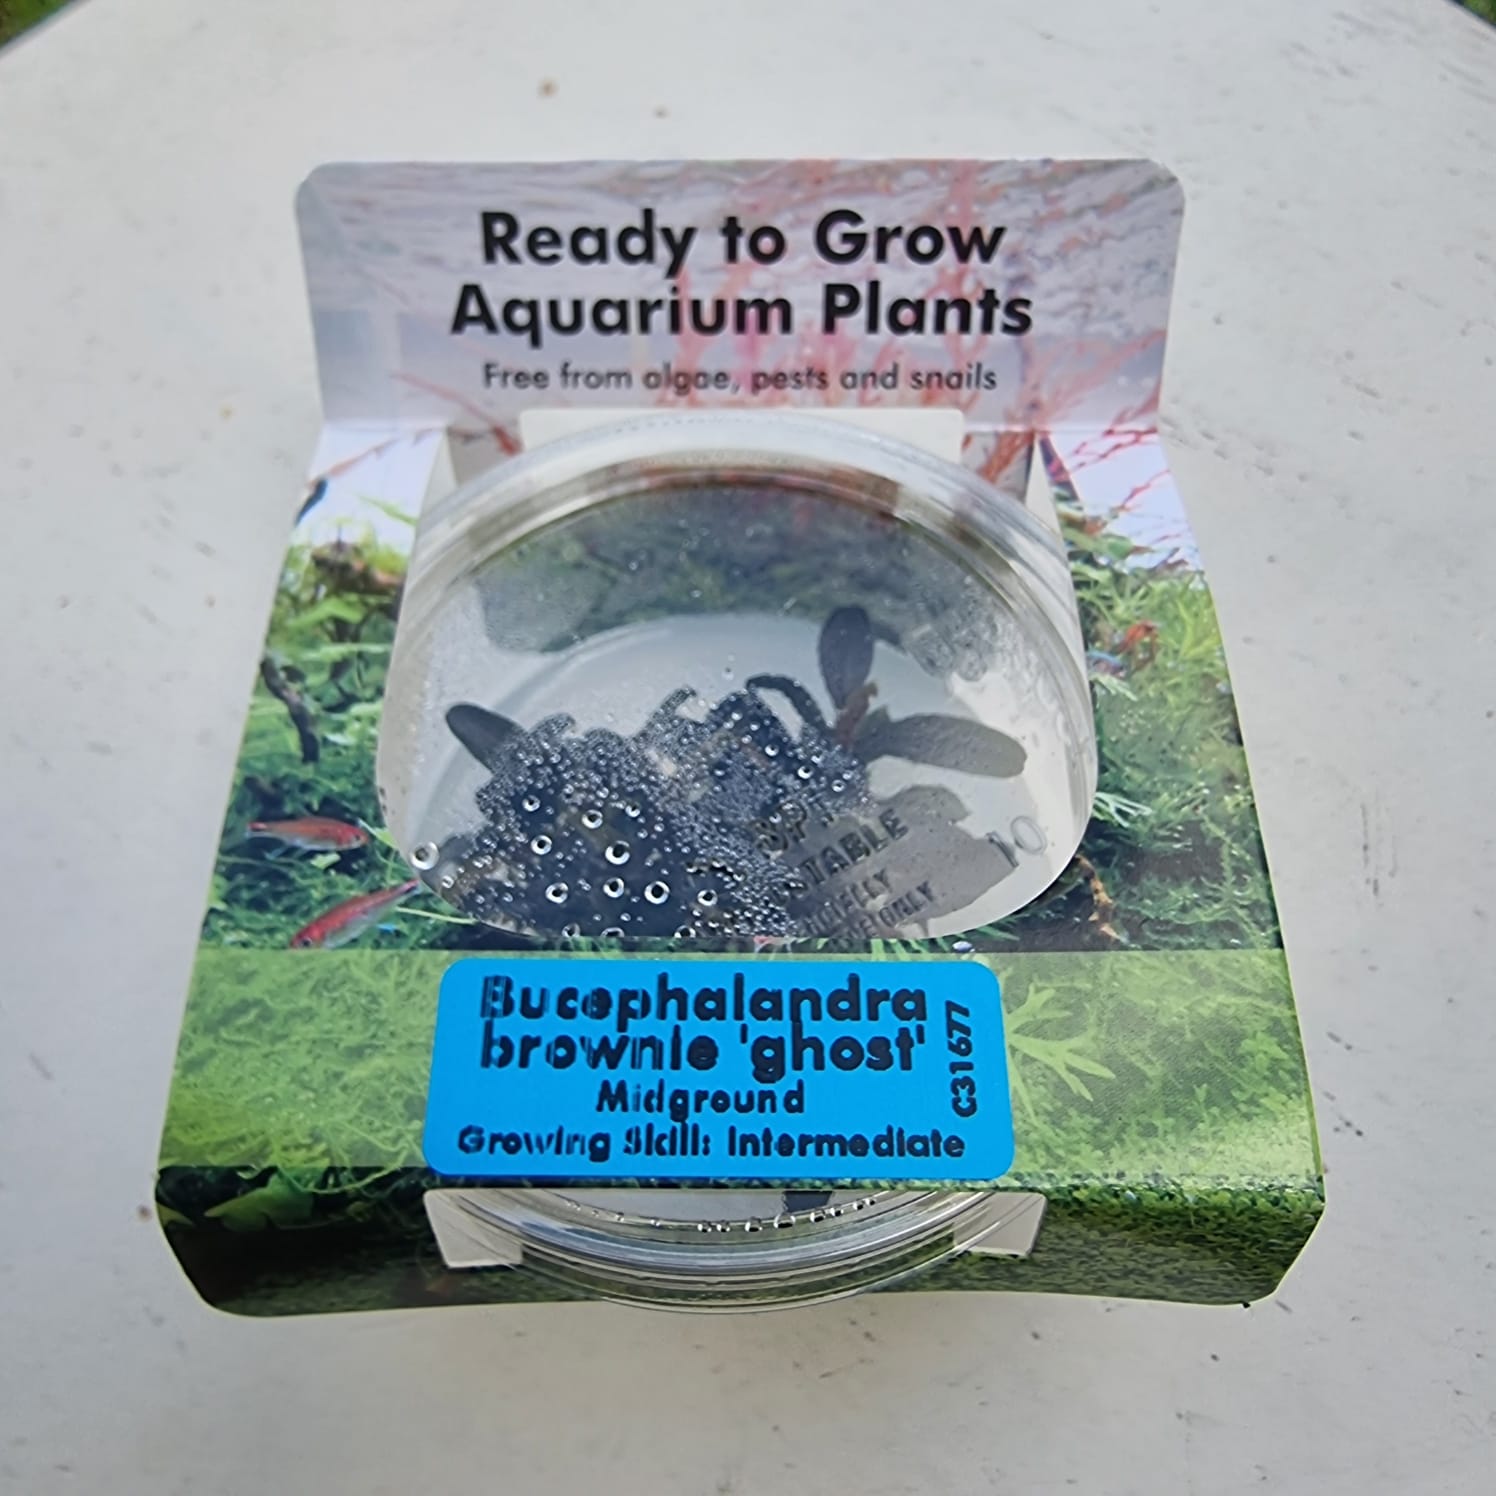 Ready to Grow
Aquarium Plants
Free from algae, pests and snails
10
Bucephalandra
brownie 'ghost'
Midground
Growing Skill: Intermediate
C31677